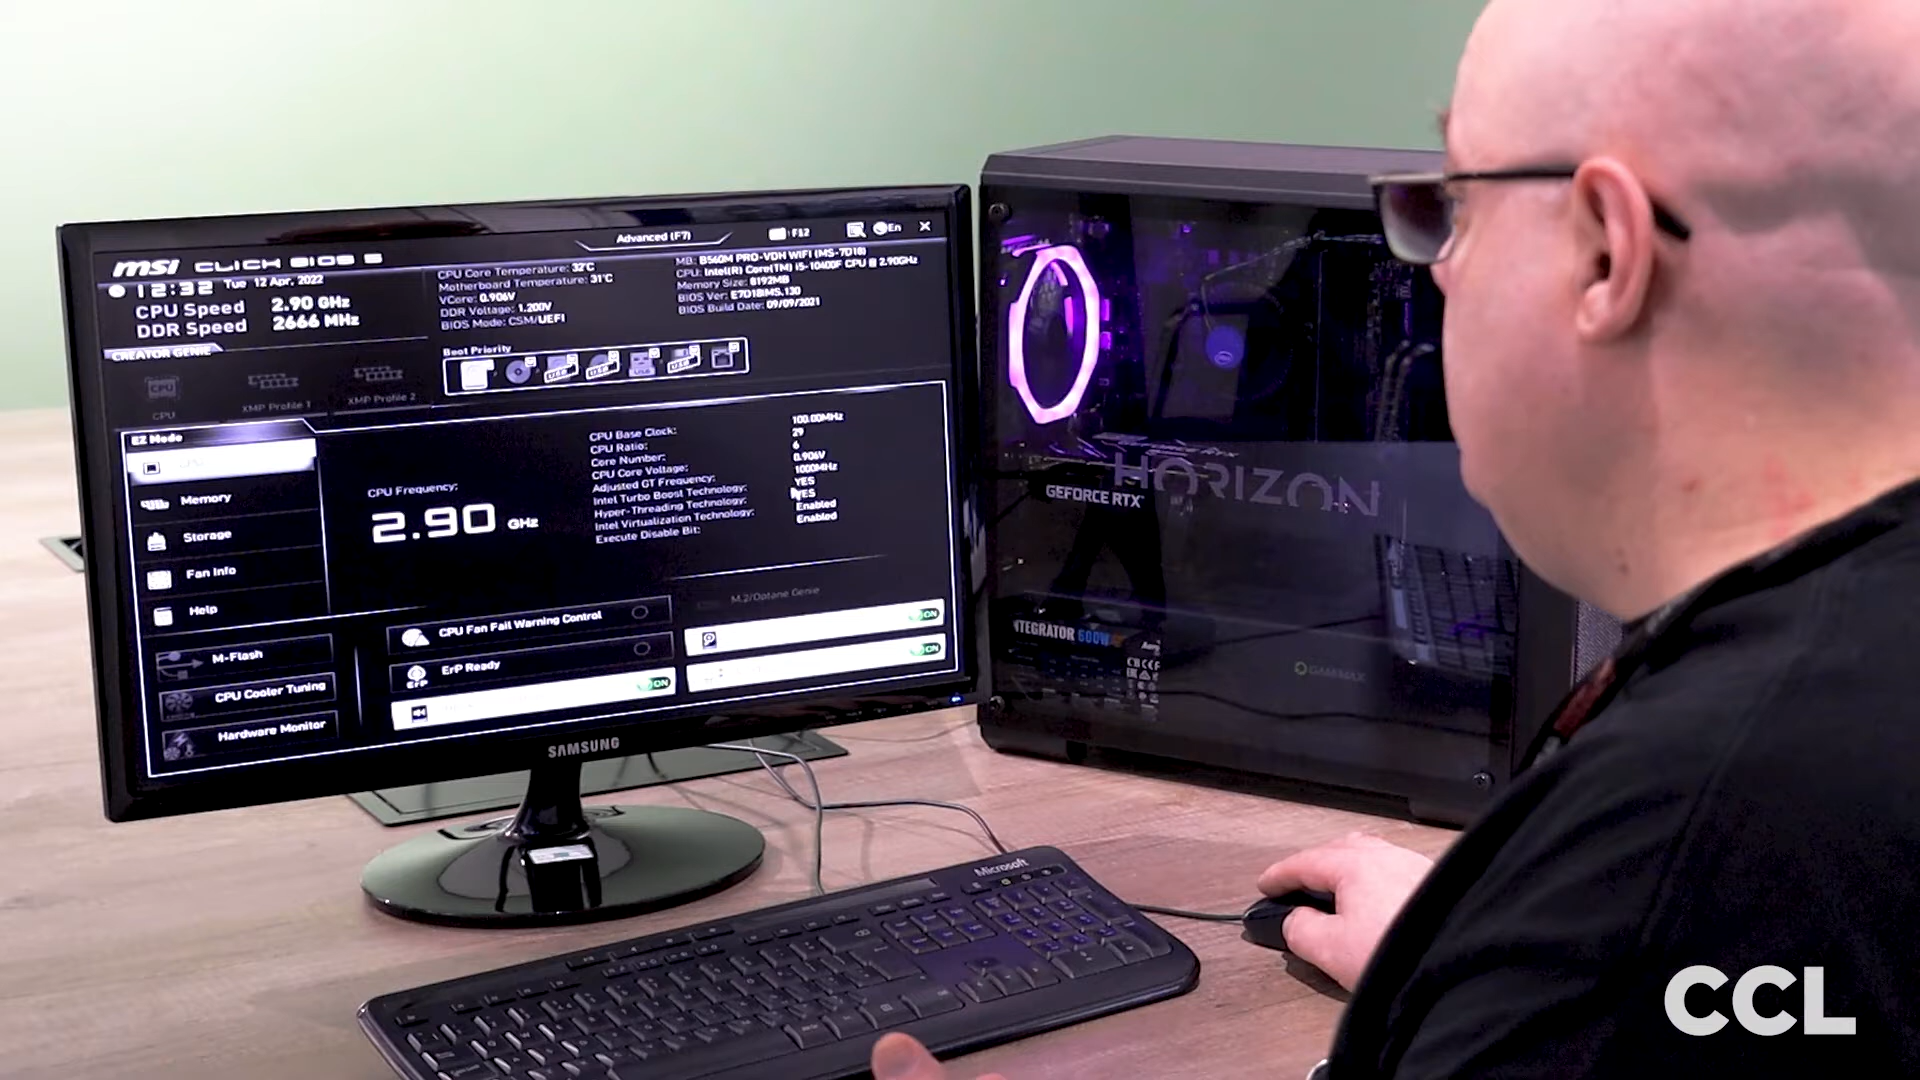 Advanced (F7)
F12
En
X
msi CLICK BIOS 5
12:32 Tue 12 Apr, 2022
CPU Speed 2.90 GHz
DDR Speed 2666 MHz
CPU Core Temperature: 32°C
Motherboard Temperature: 31°C
VCore: 0.906V
DDR Voltage: 1.200V
BIOS Mode: CSM/UEFI
MB: B560M PRO-VDH WIFI (MS-7D18)
CPU: Intel(R) Core(TM) i5-10400F CPU @ 2.90GHz
Memory Size: 8192MB
BIOS Ver: E7D18IMS.130
BIOS Build Date: 09/09/2021
CREATOR GENIE
CPU
XMP Profile 1
XMP Profile 2
Boot Priority
USB
USB
USB
USB
EZ Mode
Memory
Storage
Fan Info
Help
M-Flash
CPU Cooler Tuning
Hardware Monitor
CPU Frequency:
2.90 GHz
CPU Base Clock: 100.00MHz
CPU Ratio: 29
Core Number: 6
CPU Core Voltage: 0.906V
Adjusted GT Frequency: 1000MHz
Intel Turbo Boost Technology: YES
Hyper-Threading Technology: YES
Intel Virtualization Technology: Enabled
Execute Disable Bit: Enabled
CPU Fan Fail Warning Control
ErP Ready
ErP
ON
M.2/Optane Genie
ON
ON
SAMSUNG
HORIZON
GEFORCE RTX
INTEGRATOR 600W
GAMEMAX
Microsoft
CCL